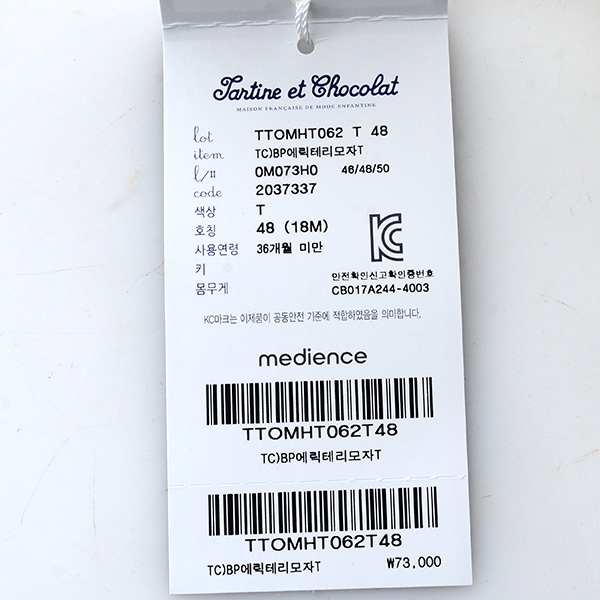 Tartine et Chocolat
MAISON FRANÇAISE DE MODE ENFANTINE
lot TTOMHT062 T 48
item TC)BP에릭테리모자T
l/# 0M073H0 46/48/50
code 2037337
색상 T
호칭 48 (18M)
사용연령 36개월 미만
키
몸무게
안전확인신고확인증번호
CB017A244-4003
KC마크는 이제품이 공동안전 기준에 적합하였음을 의미합니다.
medience
TTOMHT062T48
TC)BP에릭테리모자T
TTOMHT062T48
TC)BP에릭테리모자T ₩73,000